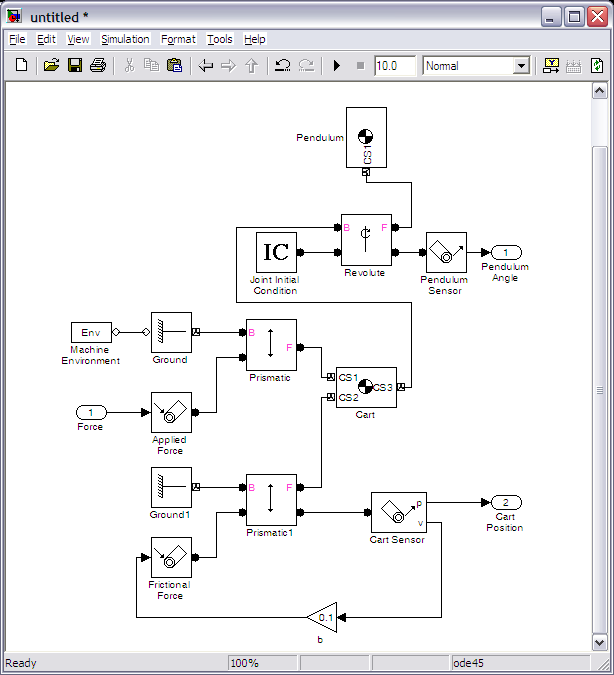 untitled *
File Edit View Simulation Format Tools Help
10.0 Normal
Pendulum
CS1
B F
IC
Revolute
Joint Initial
Condition
Pendulum
Sensor
1
Pendulum
Angle
Env
Machine
Environment
Ground
B
F
Prismatic
CS1
CS2
CS3
Cart
1
Force
Applied
Force
Ground1
B F
Prismatic1
p
v
Cart Sensor
2
Cart
Position
Frictional
Force
0.1
b
Ready 100% ode45